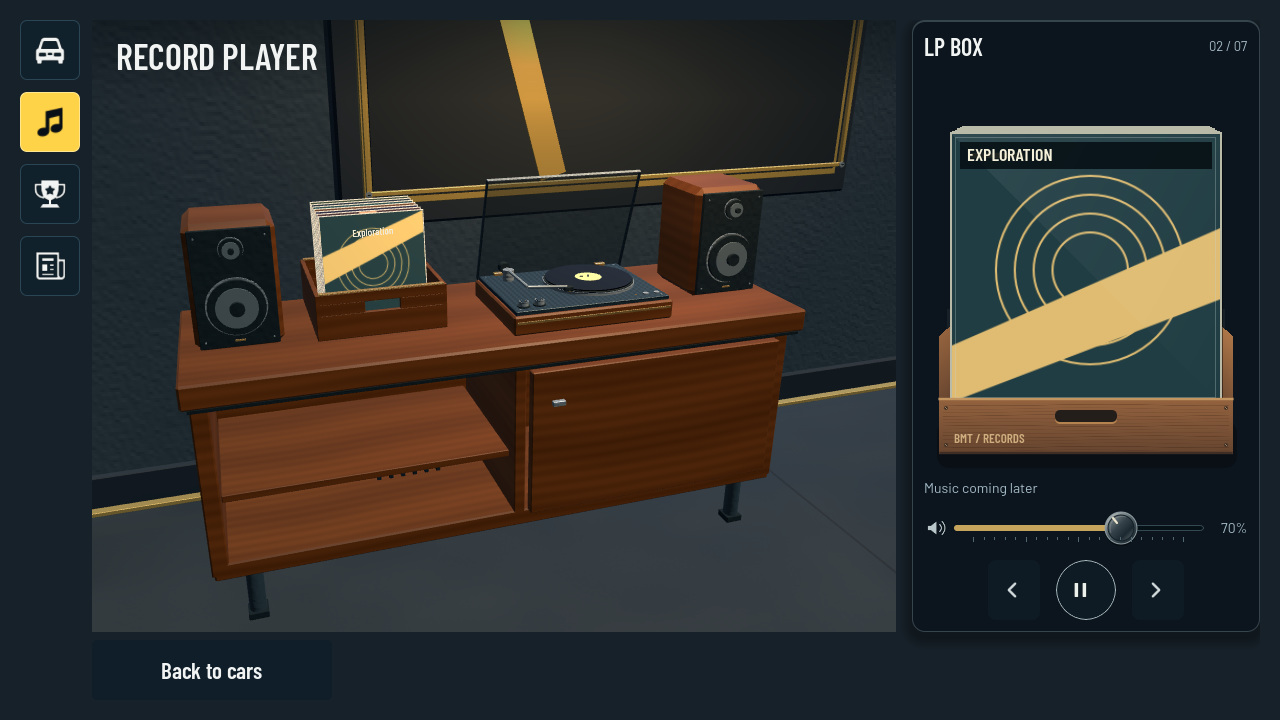 RECORD PLAYER
Exploration
LP BOX
02 / 07
EXPLORATION
BMT / RECORDS
Music coming later
70%
Back to cars